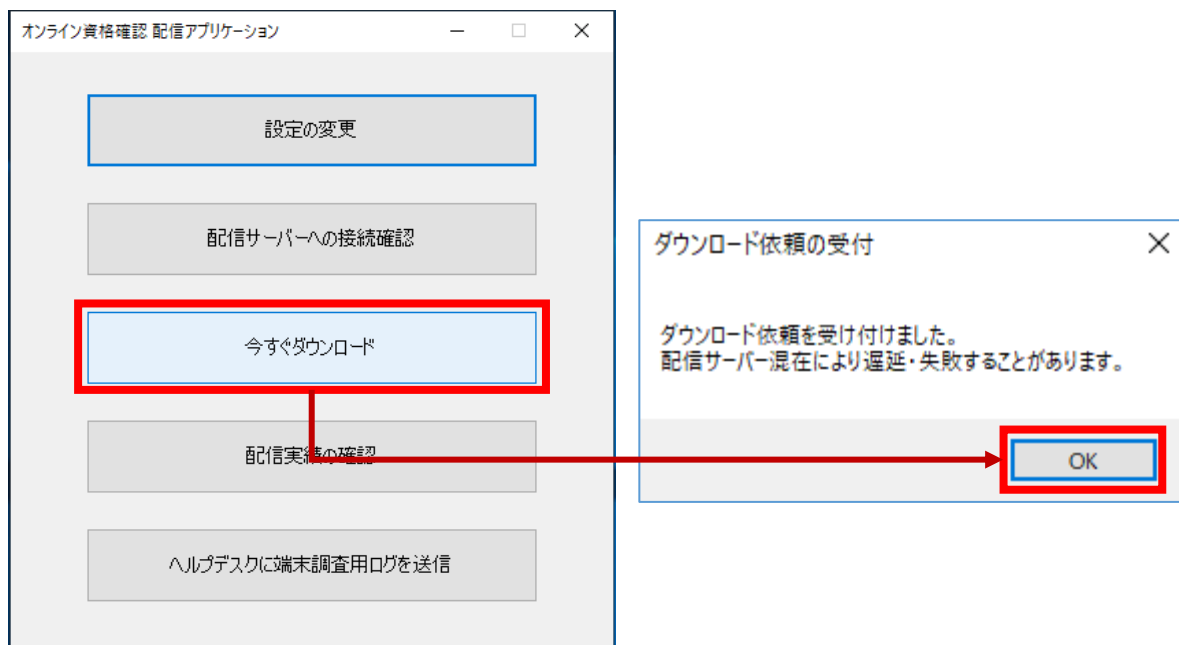 オンライン資格確認 配信アプリケーション
設定の変更
配信サーバーへの接続確認
今すぐダウンロード
配信実績の確認
ヘルプデスクに端末調査用ログを送信
ダウンロード依頼の受付
ダウンロード依頼を受け付けました。
配信サーバー混在により遅延・失敗することがあります。
OK